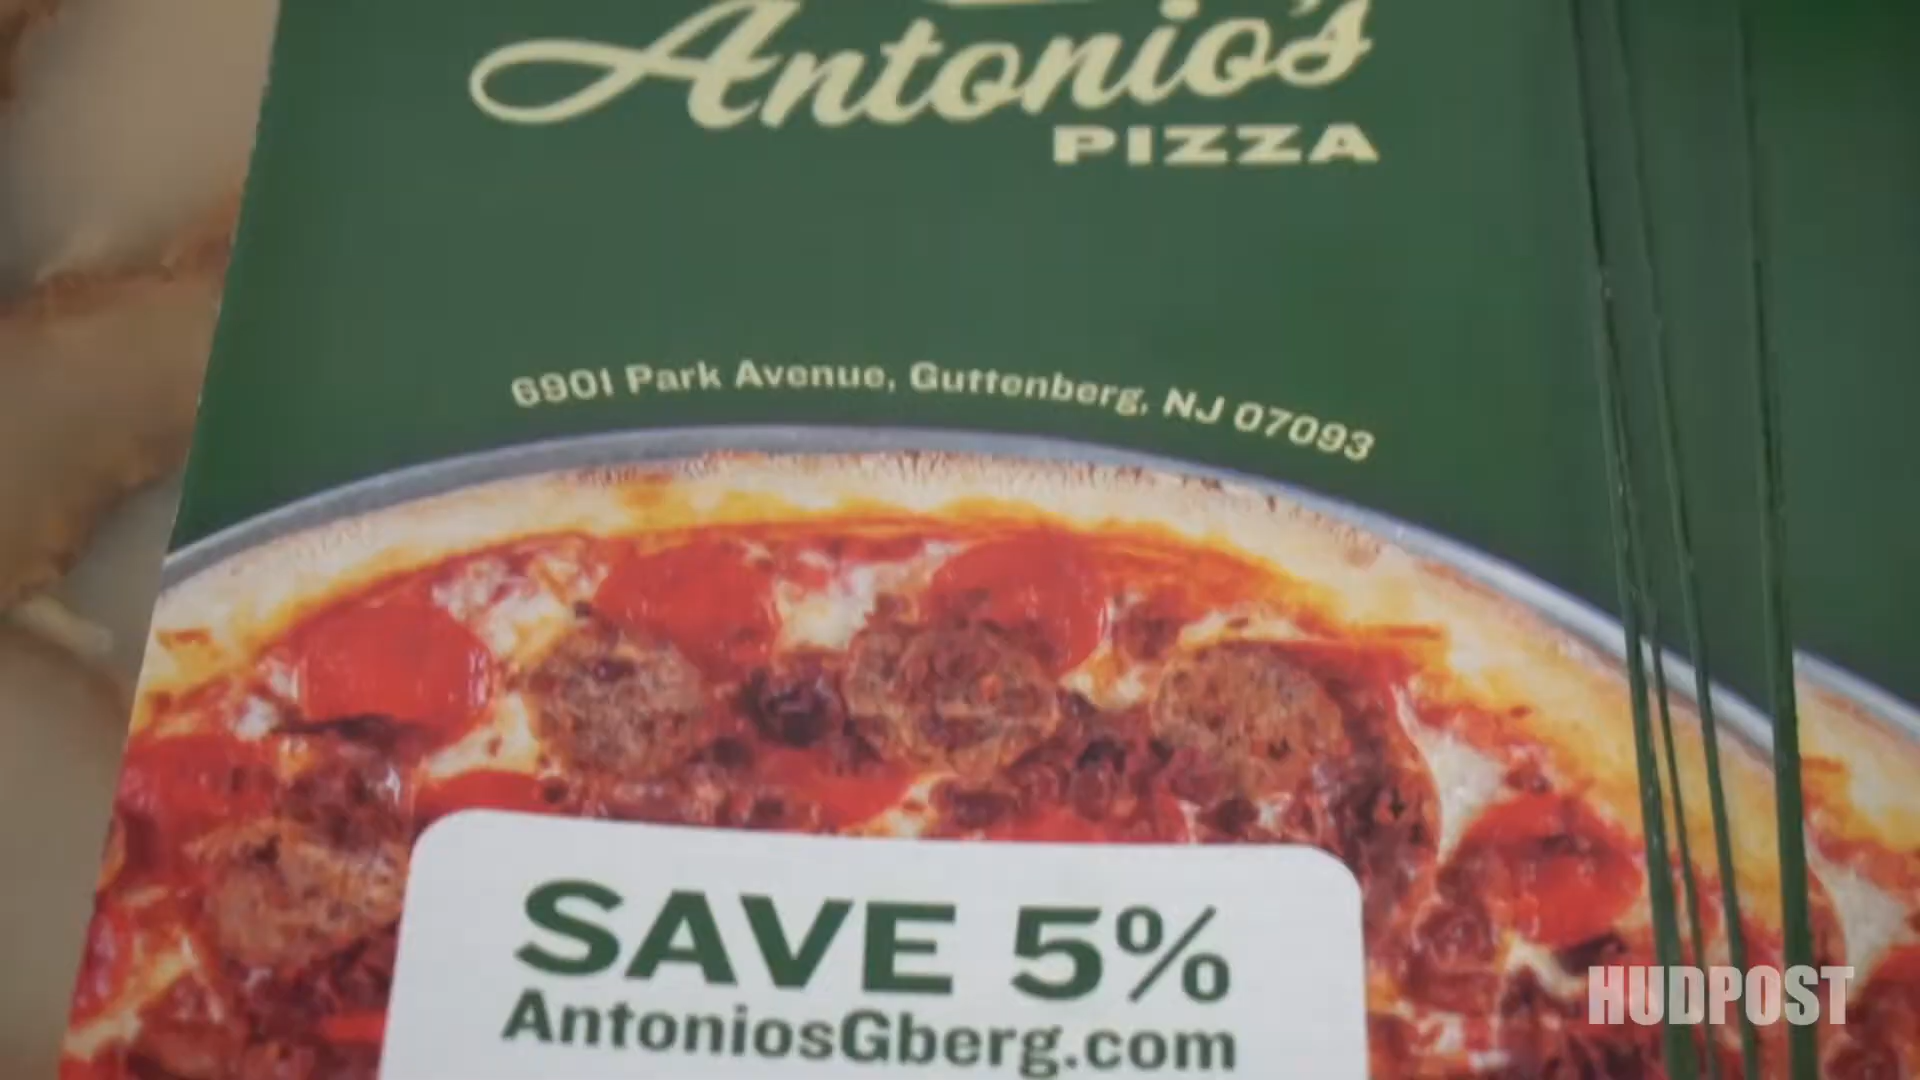 Antonio's
PIZZA
6901 Park Avenue, Guttenberg, NJ 07093
SAVE 5%
AntoniosGberg.com
HUDPOST